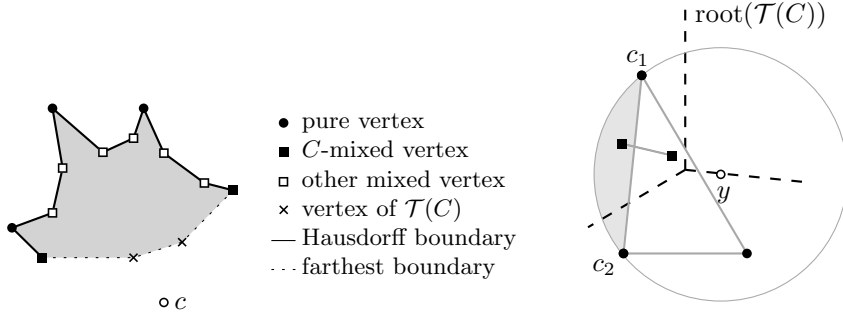 pure vertex
C-mixed vertex
other mixed vertex
vertex of 𝒯(C)
Hausdorff boundary
farthest boundary
c
root(𝒯(C))
c₁
y
c₂